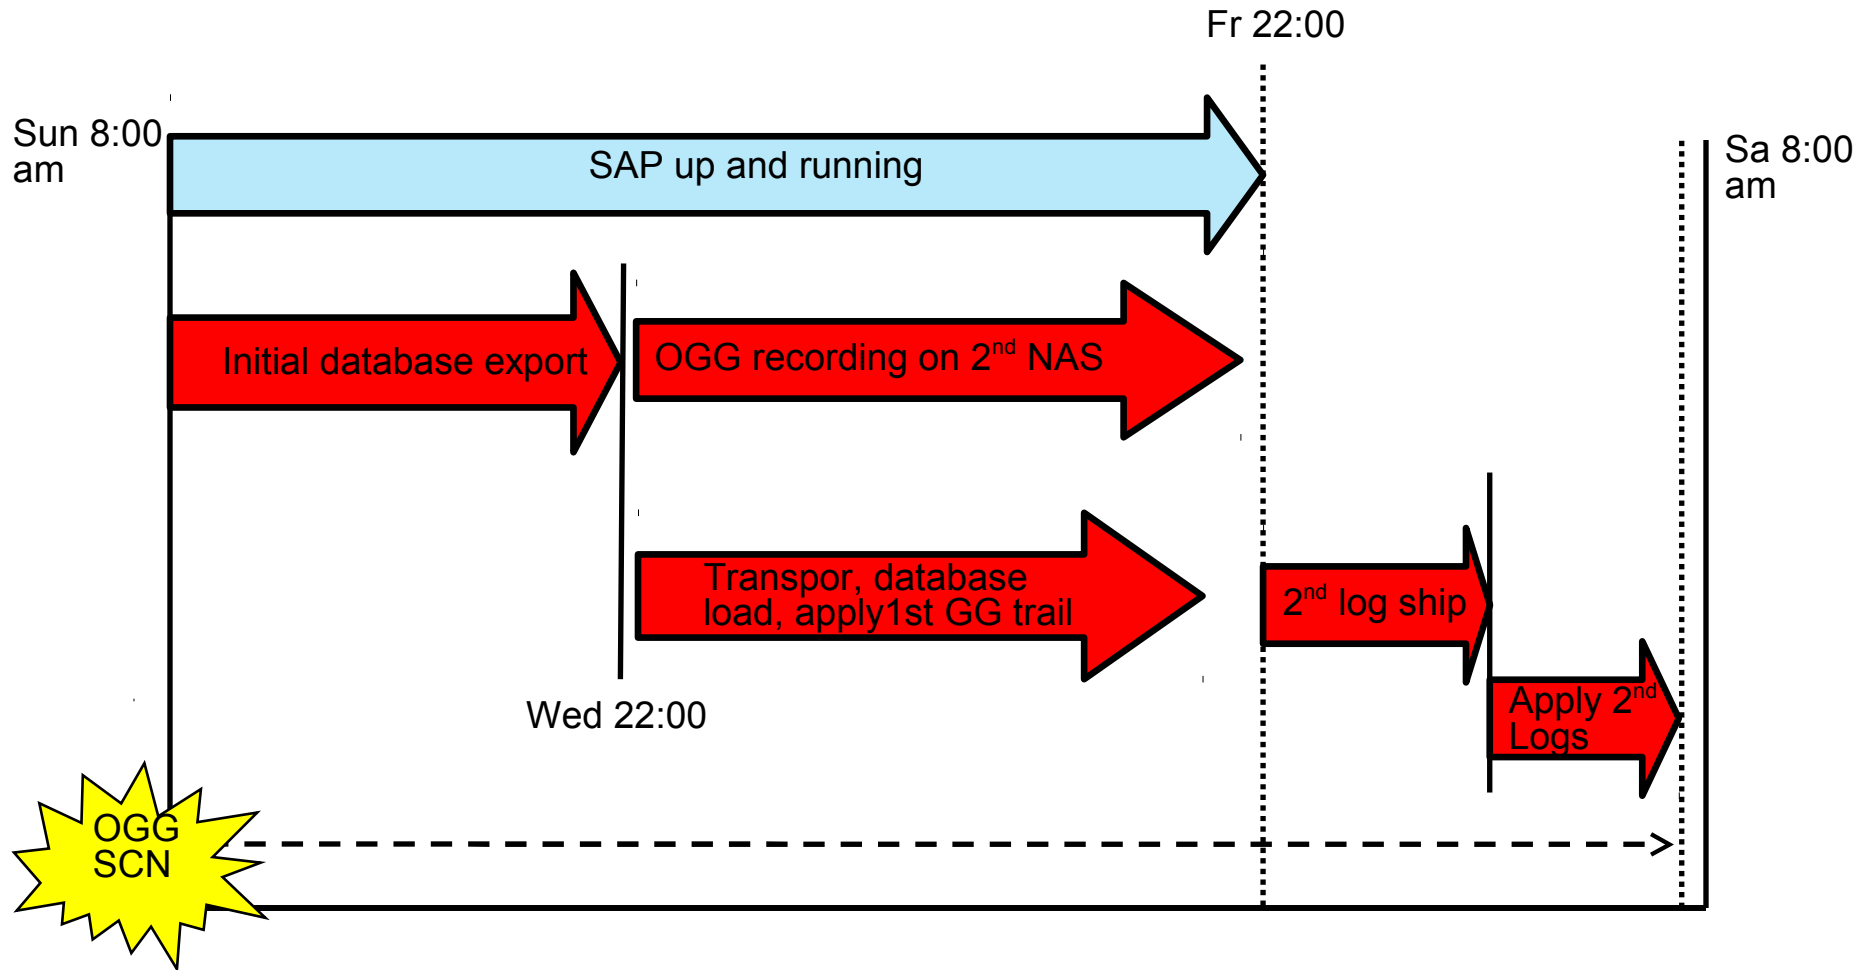 Fr 22:00
Sun 8:00
am
SAP up and running
Sa 8:00
am
Initial database export
OGG recording on 2nd NAS
Transpor, database
load, apply1st GG trail
2nd log ship
Apply 2nd
Logs
Wed 22:00
OGG
SCN